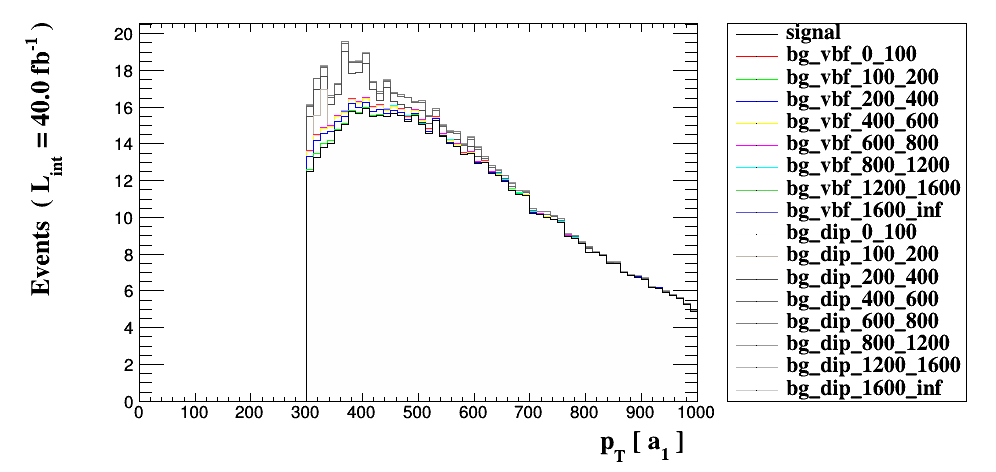 Events ( L_int = 40.0 fb^-1 )
20
18
16
14
12
10
8
6
4
2
0
0 100 200 300 400 500 600 700 800 900 1000
p_T [ a_1 ]
signal
bg_vbf_0_100
bg_vbf_100_200
bg_vbf_200_400
bg_vbf_400_600
bg_vbf_600_800
bg_vbf_800_1200
bg_vbf_1200_1600
bg_vbf_1600_inf
bg_dip_0_100
bg_dip_100_200
bg_dip_200_400
bg_dip_400_600
bg_dip_600_800
bg_dip_800_1200
bg_dip_1200_1600
bg_dip_1600_inf